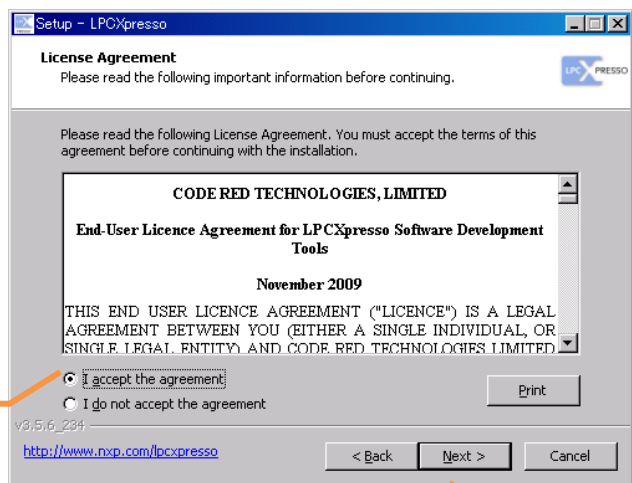 Setup - LPCXpresso
License Agreement
Please read the following important information before continuing.
LPC XPRESSO
Please read the following License Agreement. You must accept the terms of this
agreement before continuing with the installation.
CODE RED TECHNOLOGIES, LIMITED
End-User Licence Agreement for LPCXpresso Software Development
Tools
November 2009
THIS END USER LICENCE AGREEMENT ("LICENCE") IS A LEGAL
AGREEMENT BETWEEN YOU (EITHER A SINGLE INDIVIDUAL, OR
SINGLE LEGAL ENTITY) AND CODE RED TECHNOLOGIES LIMITED
I accept the agreement
Print
I do not accept the agreement
v3.5.6_234
http://www.nxp.com/lpcxpresso
< Back
Next >
Cancel